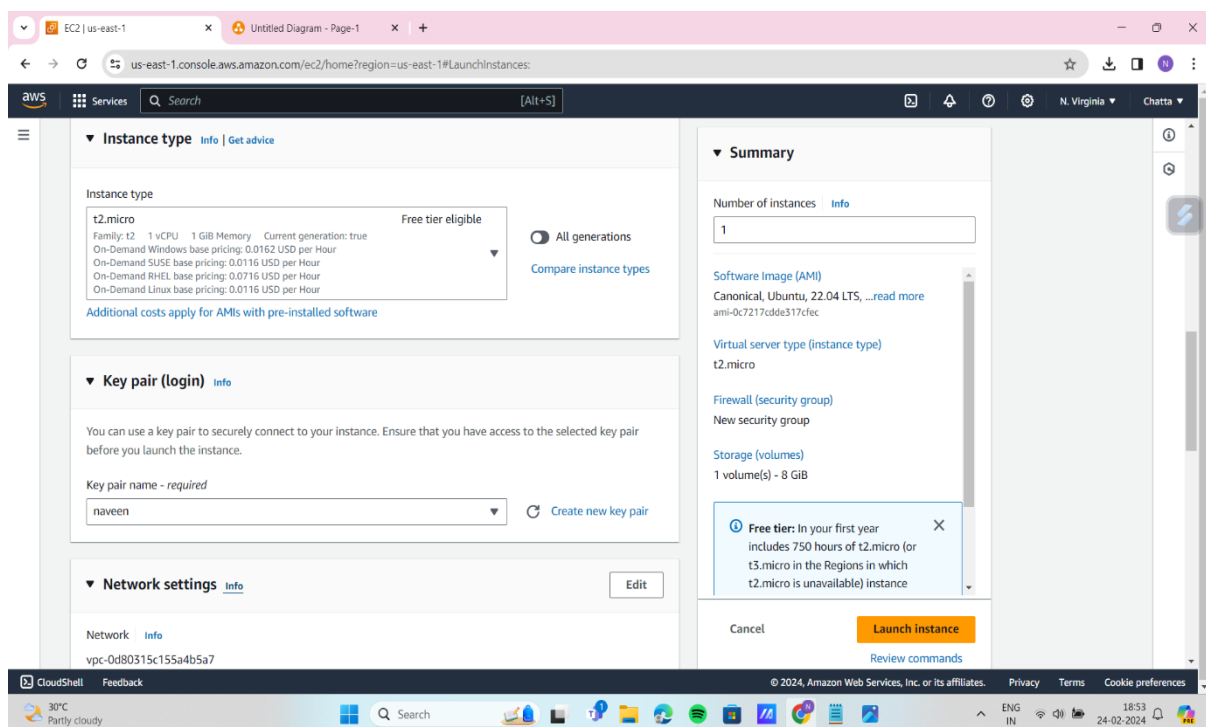 EC2 | us-east-1
Untitled Diagram - Page-1
us-east-1.console.aws.amazon.com/ec2/home?region=us-east-1#LaunchInstances:
N
aws
Services
Search
[Alt+S]
N. Virginia
Chatta
Instance type Info | Get advice
Instance type
t2.micro Free tier eligible
Family: t2 1 vCPU 1 GiB Memory Current generation: true
On-Demand Windows base pricing: 0.0162 USD per Hour
On-Demand SUSE base pricing: 0.0116 USD per Hour
On-Demand RHEL base pricing: 0.0716 USD per Hour
On-Demand Linux base pricing: 0.0116 USD per Hour
All generations
Compare instance types
Additional costs apply for AMIs with pre-installed software
Key pair (login) Info
You can use a key pair to securely connect to your instance. Ensure that you have access to the selected key pair
before you launch the instance.
Key pair name - required
naveen
Create new key pair
Network settings Info
Edit
Network Info
vpc-0d80315c155a4b5a7
Summary
Number of instances Info
1
Software Image (AMI)
Canonical, Ubuntu, 22.04 LTS, ...read more
ami-0c7217cdde317cfec
Virtual server type (instance type)
t2.micro
Firewall (security group)
New security group
Storage (volumes)
1 volume(s) - 8 GiB
Free tier: In your first year
includes 750 hours of t2.micro (or
t3.micro in the Regions in which
t2.micro is unavailable) instance
Cancel
Launch instance
Review commands
CloudShell Feedback
© 2024, Amazon Web Services, Inc. or its affiliates. Privacy Terms Cookie preferences
30°C
Partly cloudy
Search
ENG
IN
18:53
24-02-2024
PRE